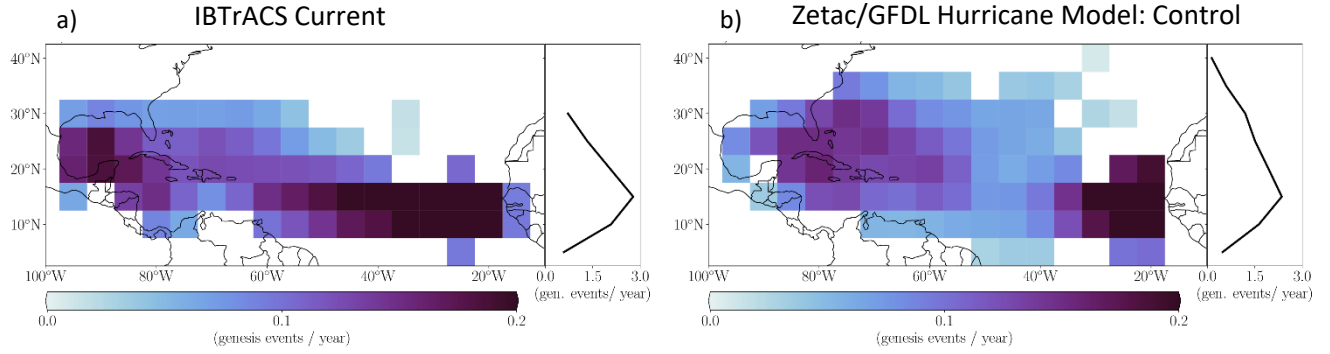 a) IBTrACS Current
40°N
30°N
20°N
10°N
100°W 80°W 60°W 40°W 20°W 0.0 1.5 3.0
(gen. events/ year)
0.0 0.1 0.2
(genesis events / year)
b) Zetac/GFDL Hurricane Model: Control
40°N
30°N
20°N
10°N
100°W 80°W 60°W 40°W 20°W 0.0 1.5 3.0
(gen. events/ year)
0.0 0.1 0.2
(genesis events / year)